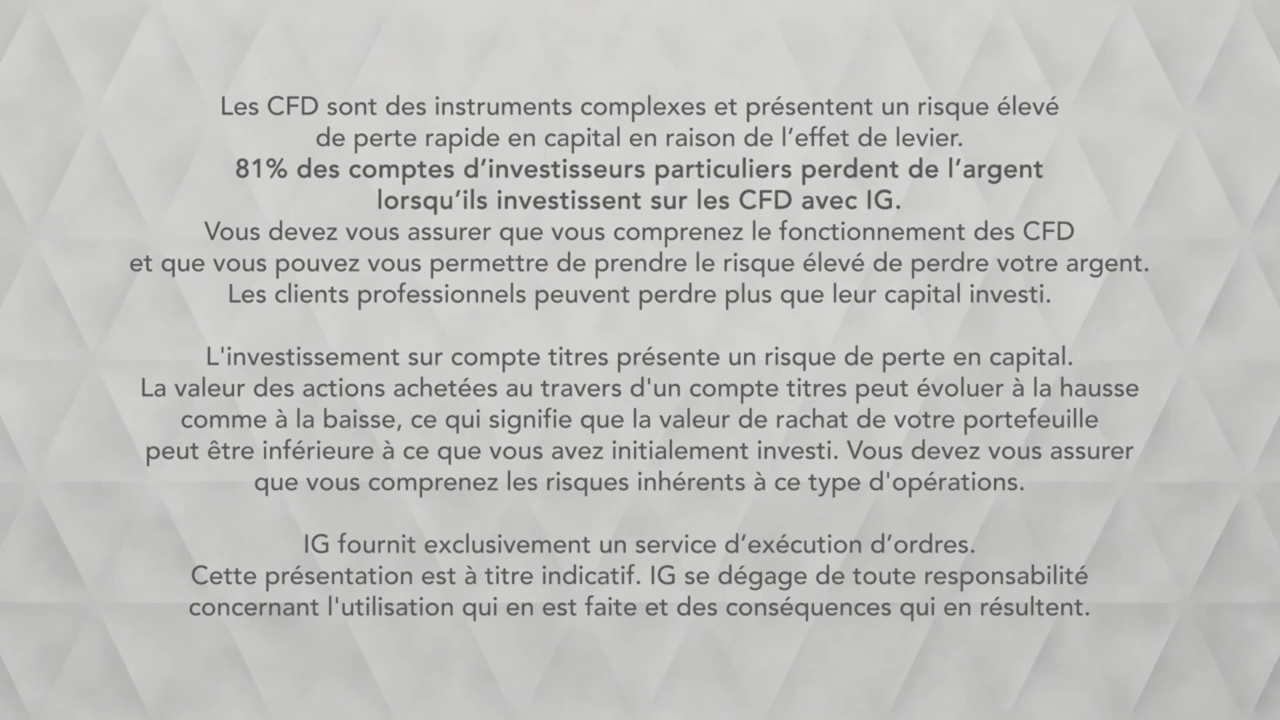 Les CFD sont des instruments complexes et présentent un risque élevé
de perte rapide en capital en raison de l’effet de levier.
81% des comptes d’investisseurs particuliers perdent de l’argent
lorsqu’ils investissent sur les CFD avec IG.
Vous devez vous assurer que vous comprenez le fonctionnement des CFD
et que vous pouvez vous permettre de prendre le risque élevé de perdre votre argent.
Les clients professionnels peuvent perdre plus que leur capital investi.
L'investissement sur compte titres présente un risque de perte en capital.
La valeur des actions achetées au travers d'un compte titres peut évoluer à la hausse
comme à la baisse, ce qui signifie que la valeur de rachat de votre portefeuille
peut être inférieure à ce que vous avez initialement investi. Vous devez vous assurer
que vous comprenez les risques inhérents à ce type d'opérations.
IG fournit exclusivement un service d’exécution d’ordres.
Cette présentation est à titre indicatif. IG se dégage de toute responsabilité
concernant l'utilisation qui en est faite et des conséquences qui en résultent.